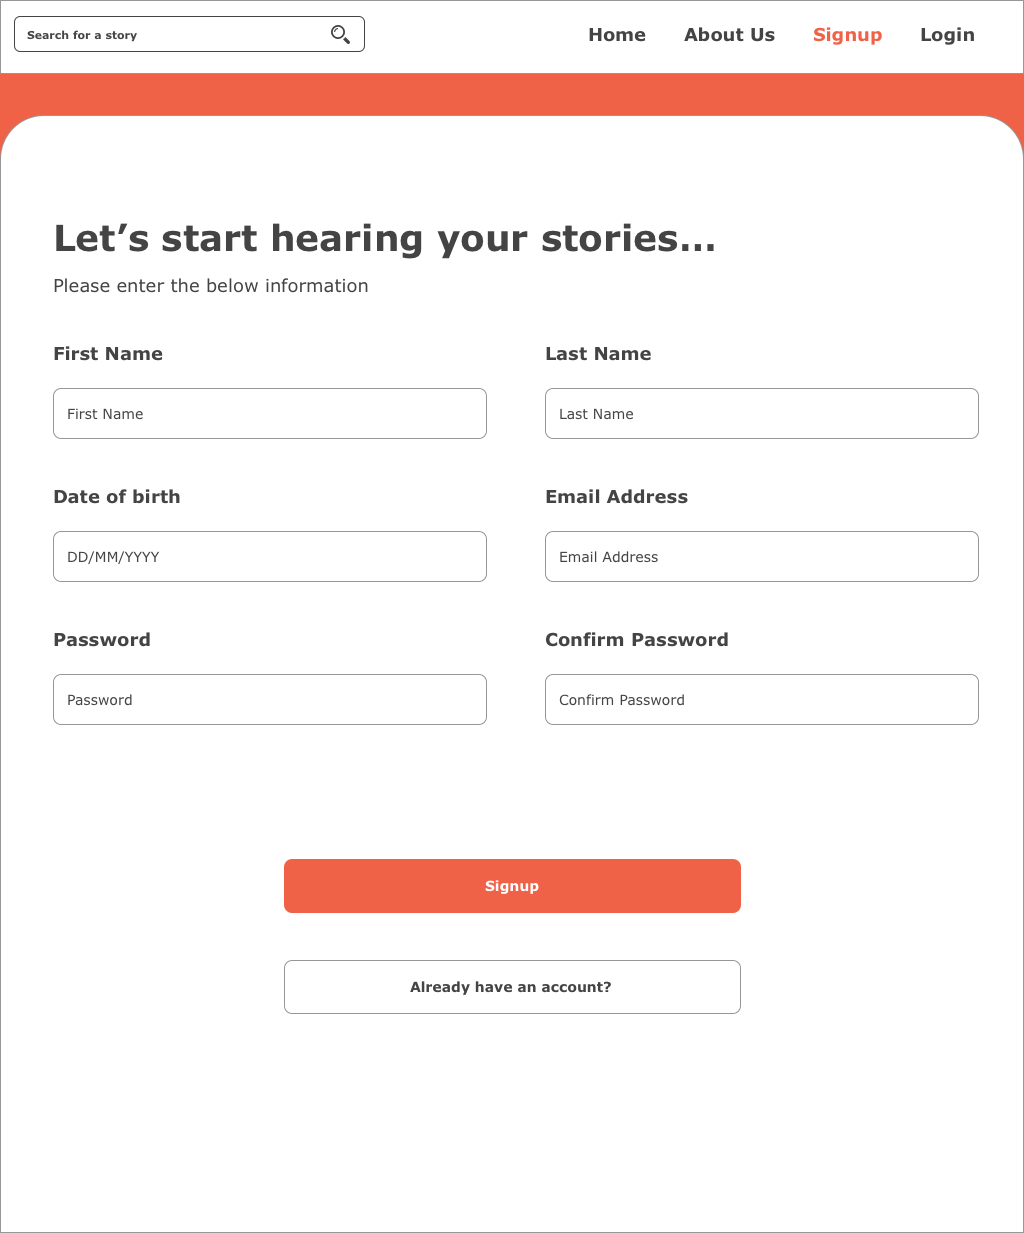 Search for a story
Home About Us Signup Login
Let’s start hearing your stories...
Please enter the below information
First Name Last Name
First Name Last Name
Date of birth Email Address
DD/MM/YYYY Email Address
Password Confirm Password
Password Confirm Password
Signup
Already have an account?